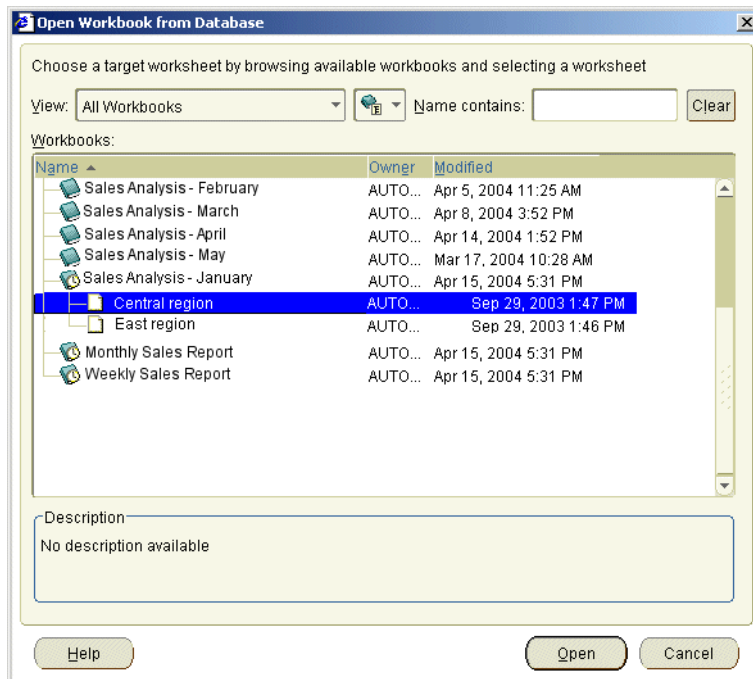 Open Workbook from Database
Choose a target worksheet by browsing available workbooks and selecting a worksheet
View: All Workbooks Name contains: Clear
Workbooks:
Name Owner Modified
Sales Analysis - February AUTO... Apr 5, 2004 11:25 AM
Sales Analysis - March AUTO... Apr 8, 2004 3:52 PM
Sales Analysis - April AUTO... Apr 14, 2004 1:52 PM
Sales Analysis - May AUTO... Mar 17, 2004 10:28 AM
Sales Analysis - January AUTO... Apr 15, 2004 5:31 PM
Central region AUTO... Sep 29, 2003 1:47 PM
East region AUTO... Sep 29, 2003 1:46 PM
Monthly Sales Report AUTO... Apr 15, 2004 5:31 PM
Weekly Sales Report AUTO... Apr 15, 2004 5:31 PM
Description
No description available
Help Open Cancel